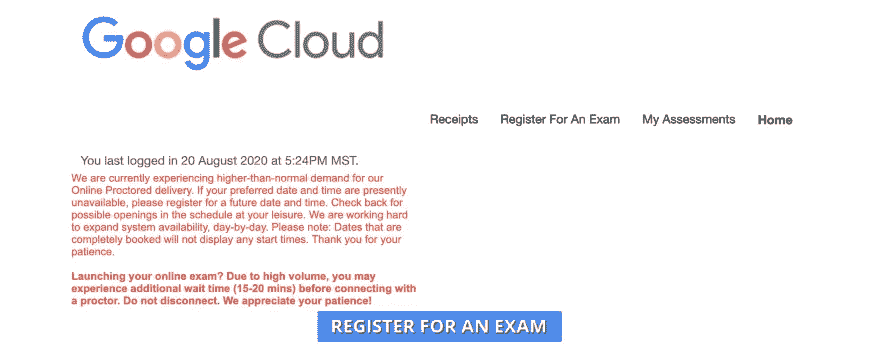 Google Cloud
Receipts Register For An Exam My Assessments Home
You last logged in 20 August 2020 at 5:24PM MST.
We are currently experiencing higher-than-normal demand for our
Online Proctored delivery. If your preferred date and time are presently
unavailable, please register for a future date and time. Check back for
possible openings in the schedule at your leisure. We are working hard
to expand system availability, day-by-day. Please note: Dates that are
completely booked will not display any start times. Thank you for your
patience.
Launching your online exam? Due to high volume, you may
experience additional wait time (15-20 mins) before connecting with
a proctor. Do not disconnect. We appreciate your patience!
REGISTER FOR AN EXAM